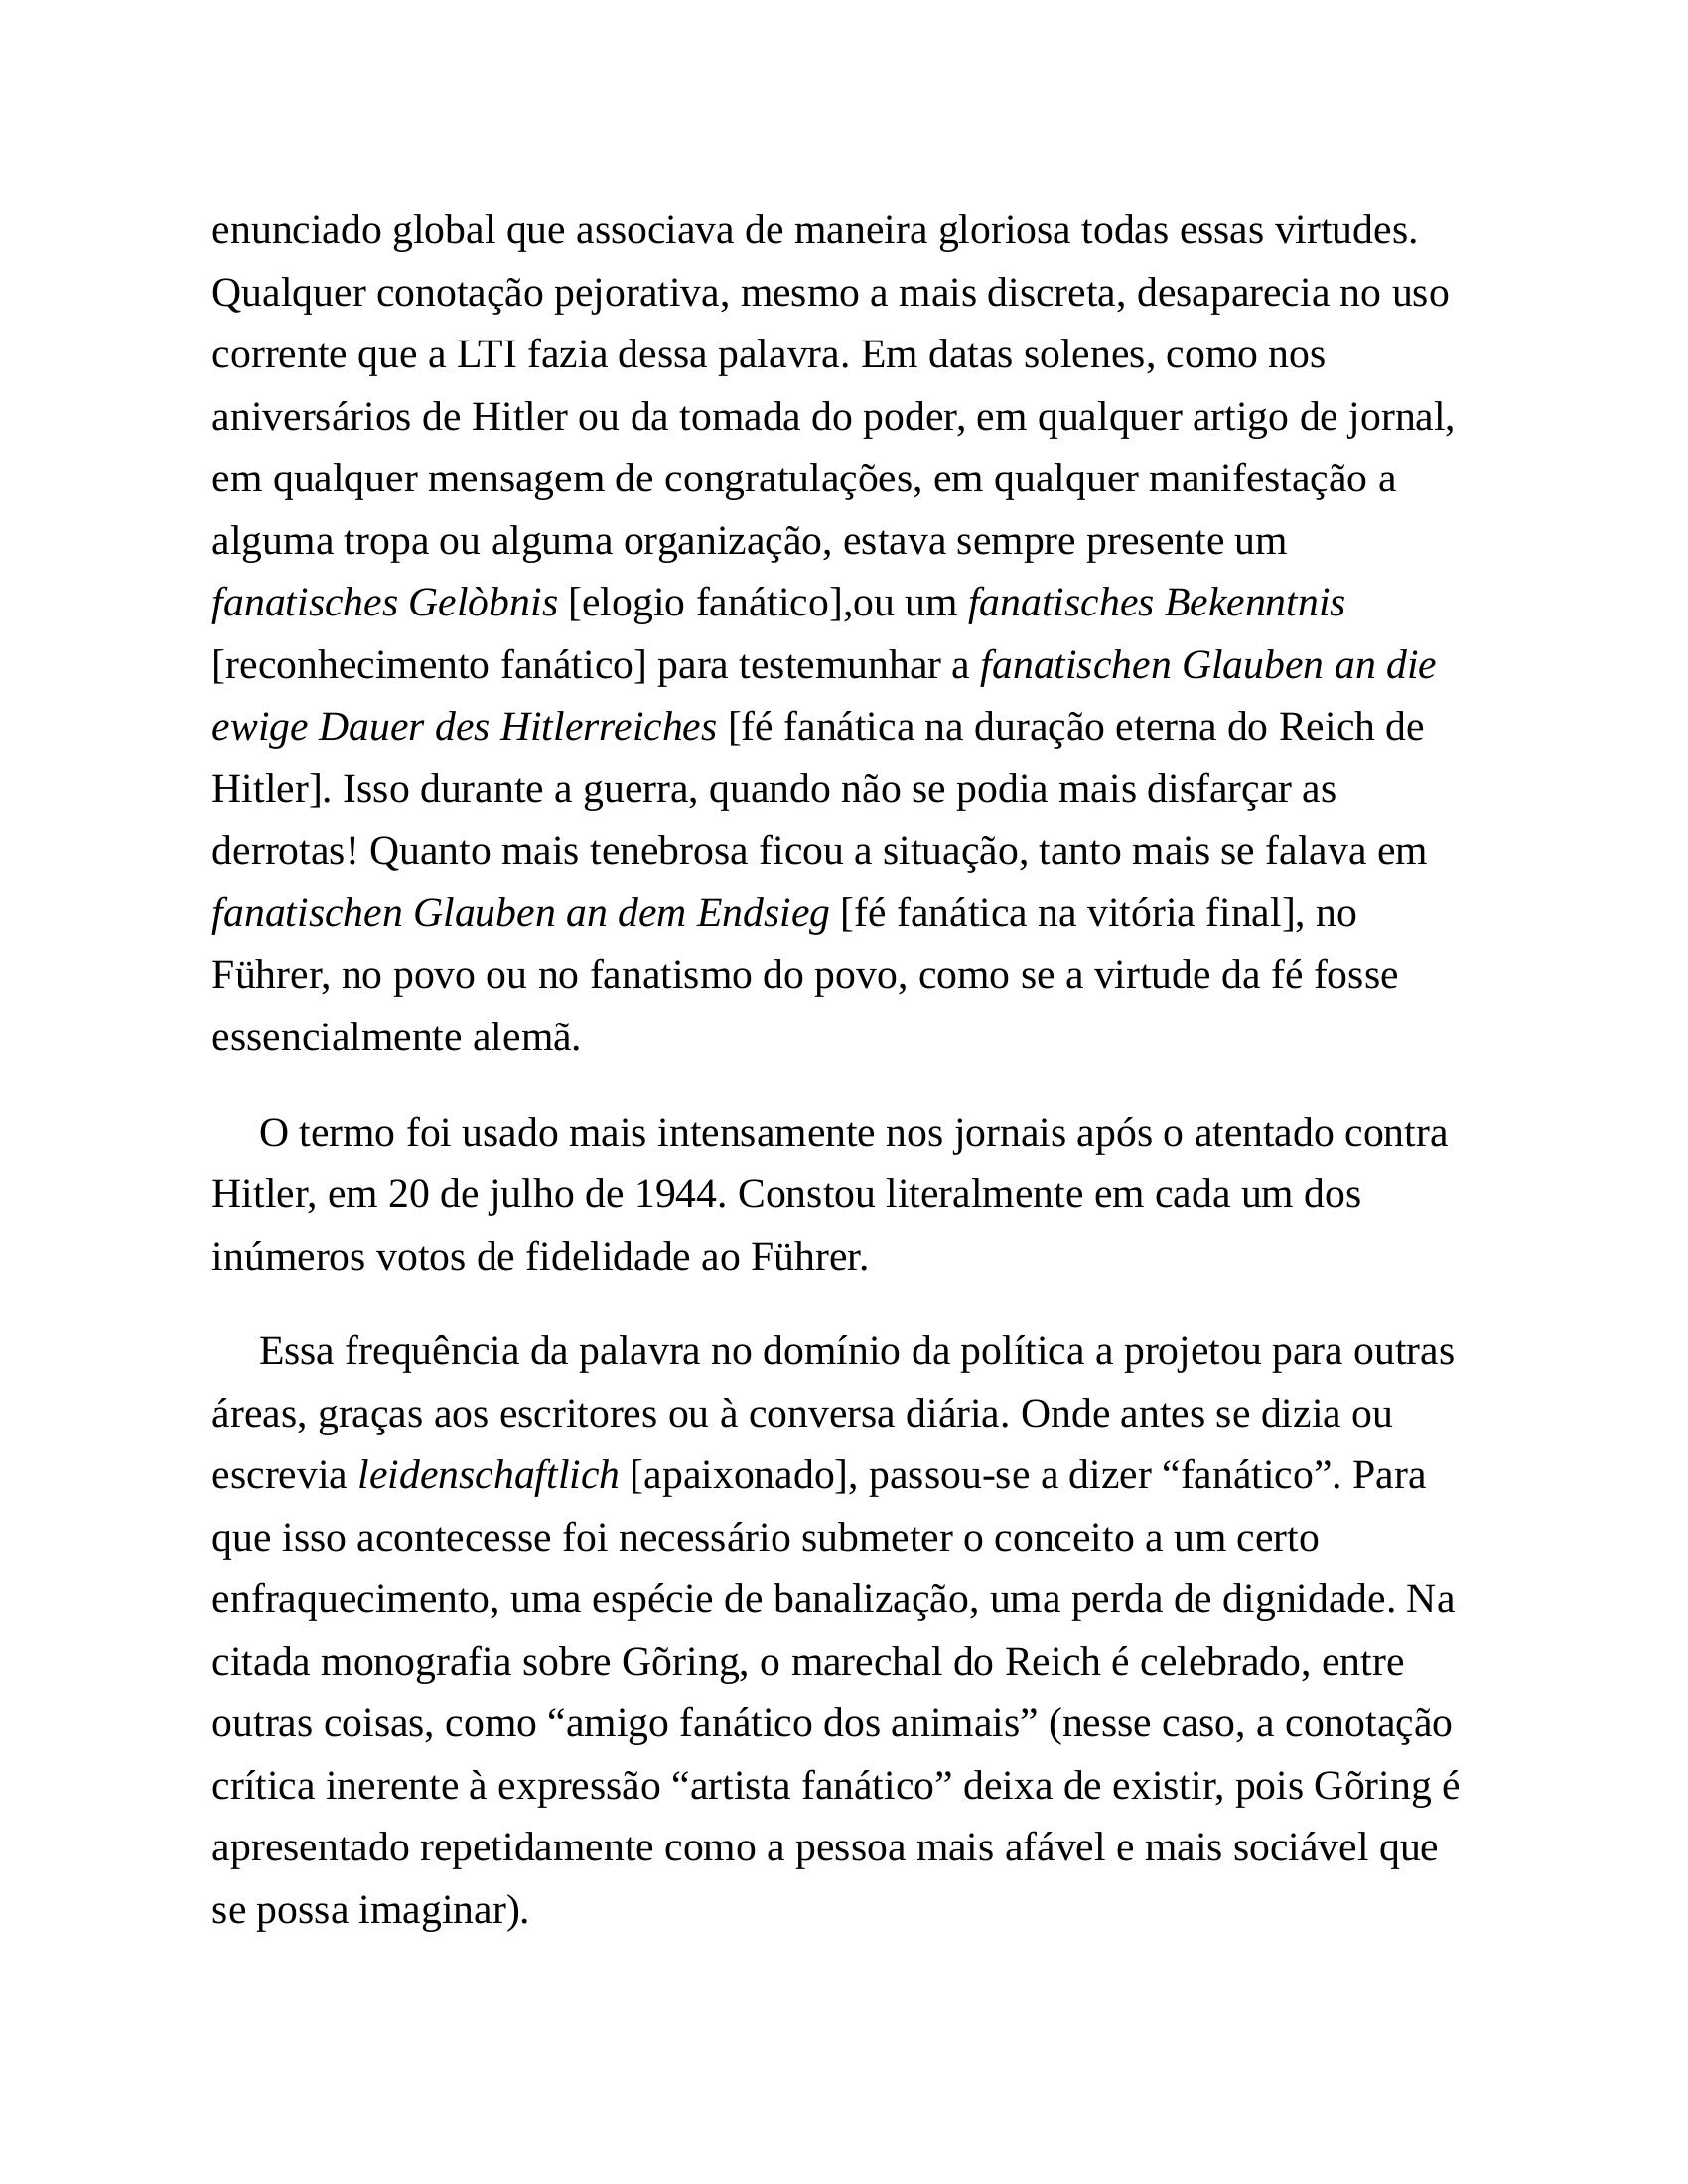 enunciado global que associava de maneira gloriosa todas essas virtudes.
Qualquer conotação pejorativa, mesmo a mais discreta, desaparecia no uso
corrente que a LTI fazia dessa palavra. Em datas solenes, como nos
aniversários de Hitler ou da tomada do poder, em qualquer artigo de jornal,
em qualquer mensagem de congratulações, em qualquer manifestação a
alguma tropa ou alguma organização, estava sempre presente um
fanatisches Gelòbnis [elogio fanático],ou um fanatisches Bekenntnis
[reconhecimento fanático] para testemunhar a fanatischen Glauben an die
ewige Dauer des Hitlerreiches [fé fanática na duração eterna do Reich de
Hitler]. Isso durante a guerra, quando não se podia mais disfarçar as
derrotas! Quanto mais tenebrosa ficou a situação, tanto mais se falava em
fanatischen Glauben an dem Endsieg [fé fanática na vitória final], no
Führer, no povo ou no fanatismo do povo, como se a virtude da fé fosse
essencialmente alemã.
O termo foi usado mais intensamente nos jornais após o atentado contra
Hitler, em 20 de julho de 1944. Constou literalmente em cada um dos
inúmeros votos de fidelidade ao Führer.
Essa frequência da palavra no domínio da política a projetou para outras
áreas, graças aos escritores ou à conversa diária. Onde antes se dizia ou
escrevia leidenschaftlich [apaixonado], passou-se a dizer “fanático”. Para
que isso acontecesse foi necessário submeter o conceito a um certo
enfraquecimento, uma espécie de banalização, uma perda de dignidade. Na
citada monografia sobre Gõring, o marechal do Reich é celebrado, entre
outras coisas, como “amigo fanático dos animais” (nesse caso, a conotação
crítica inerente à expressão “artista fanático” deixa de existir, pois Gõring é
apresentado repetidamente como a pessoa mais afável e mais sociável que
se possa imaginar).